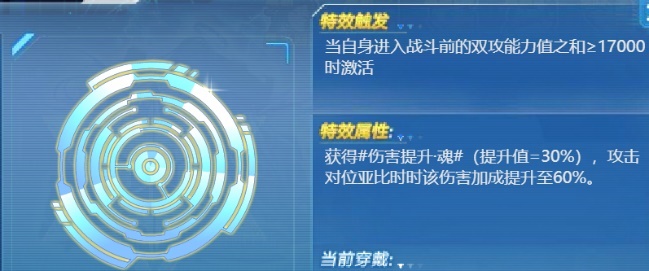 特效触发
当自身进入战斗前的双攻能力值之和≥17000
时激活
特效属性:
获得#伤害提升·魂#（提升值=30%），攻击
对位亚比时时该伤害加成提升至60%。
当前穿戴: